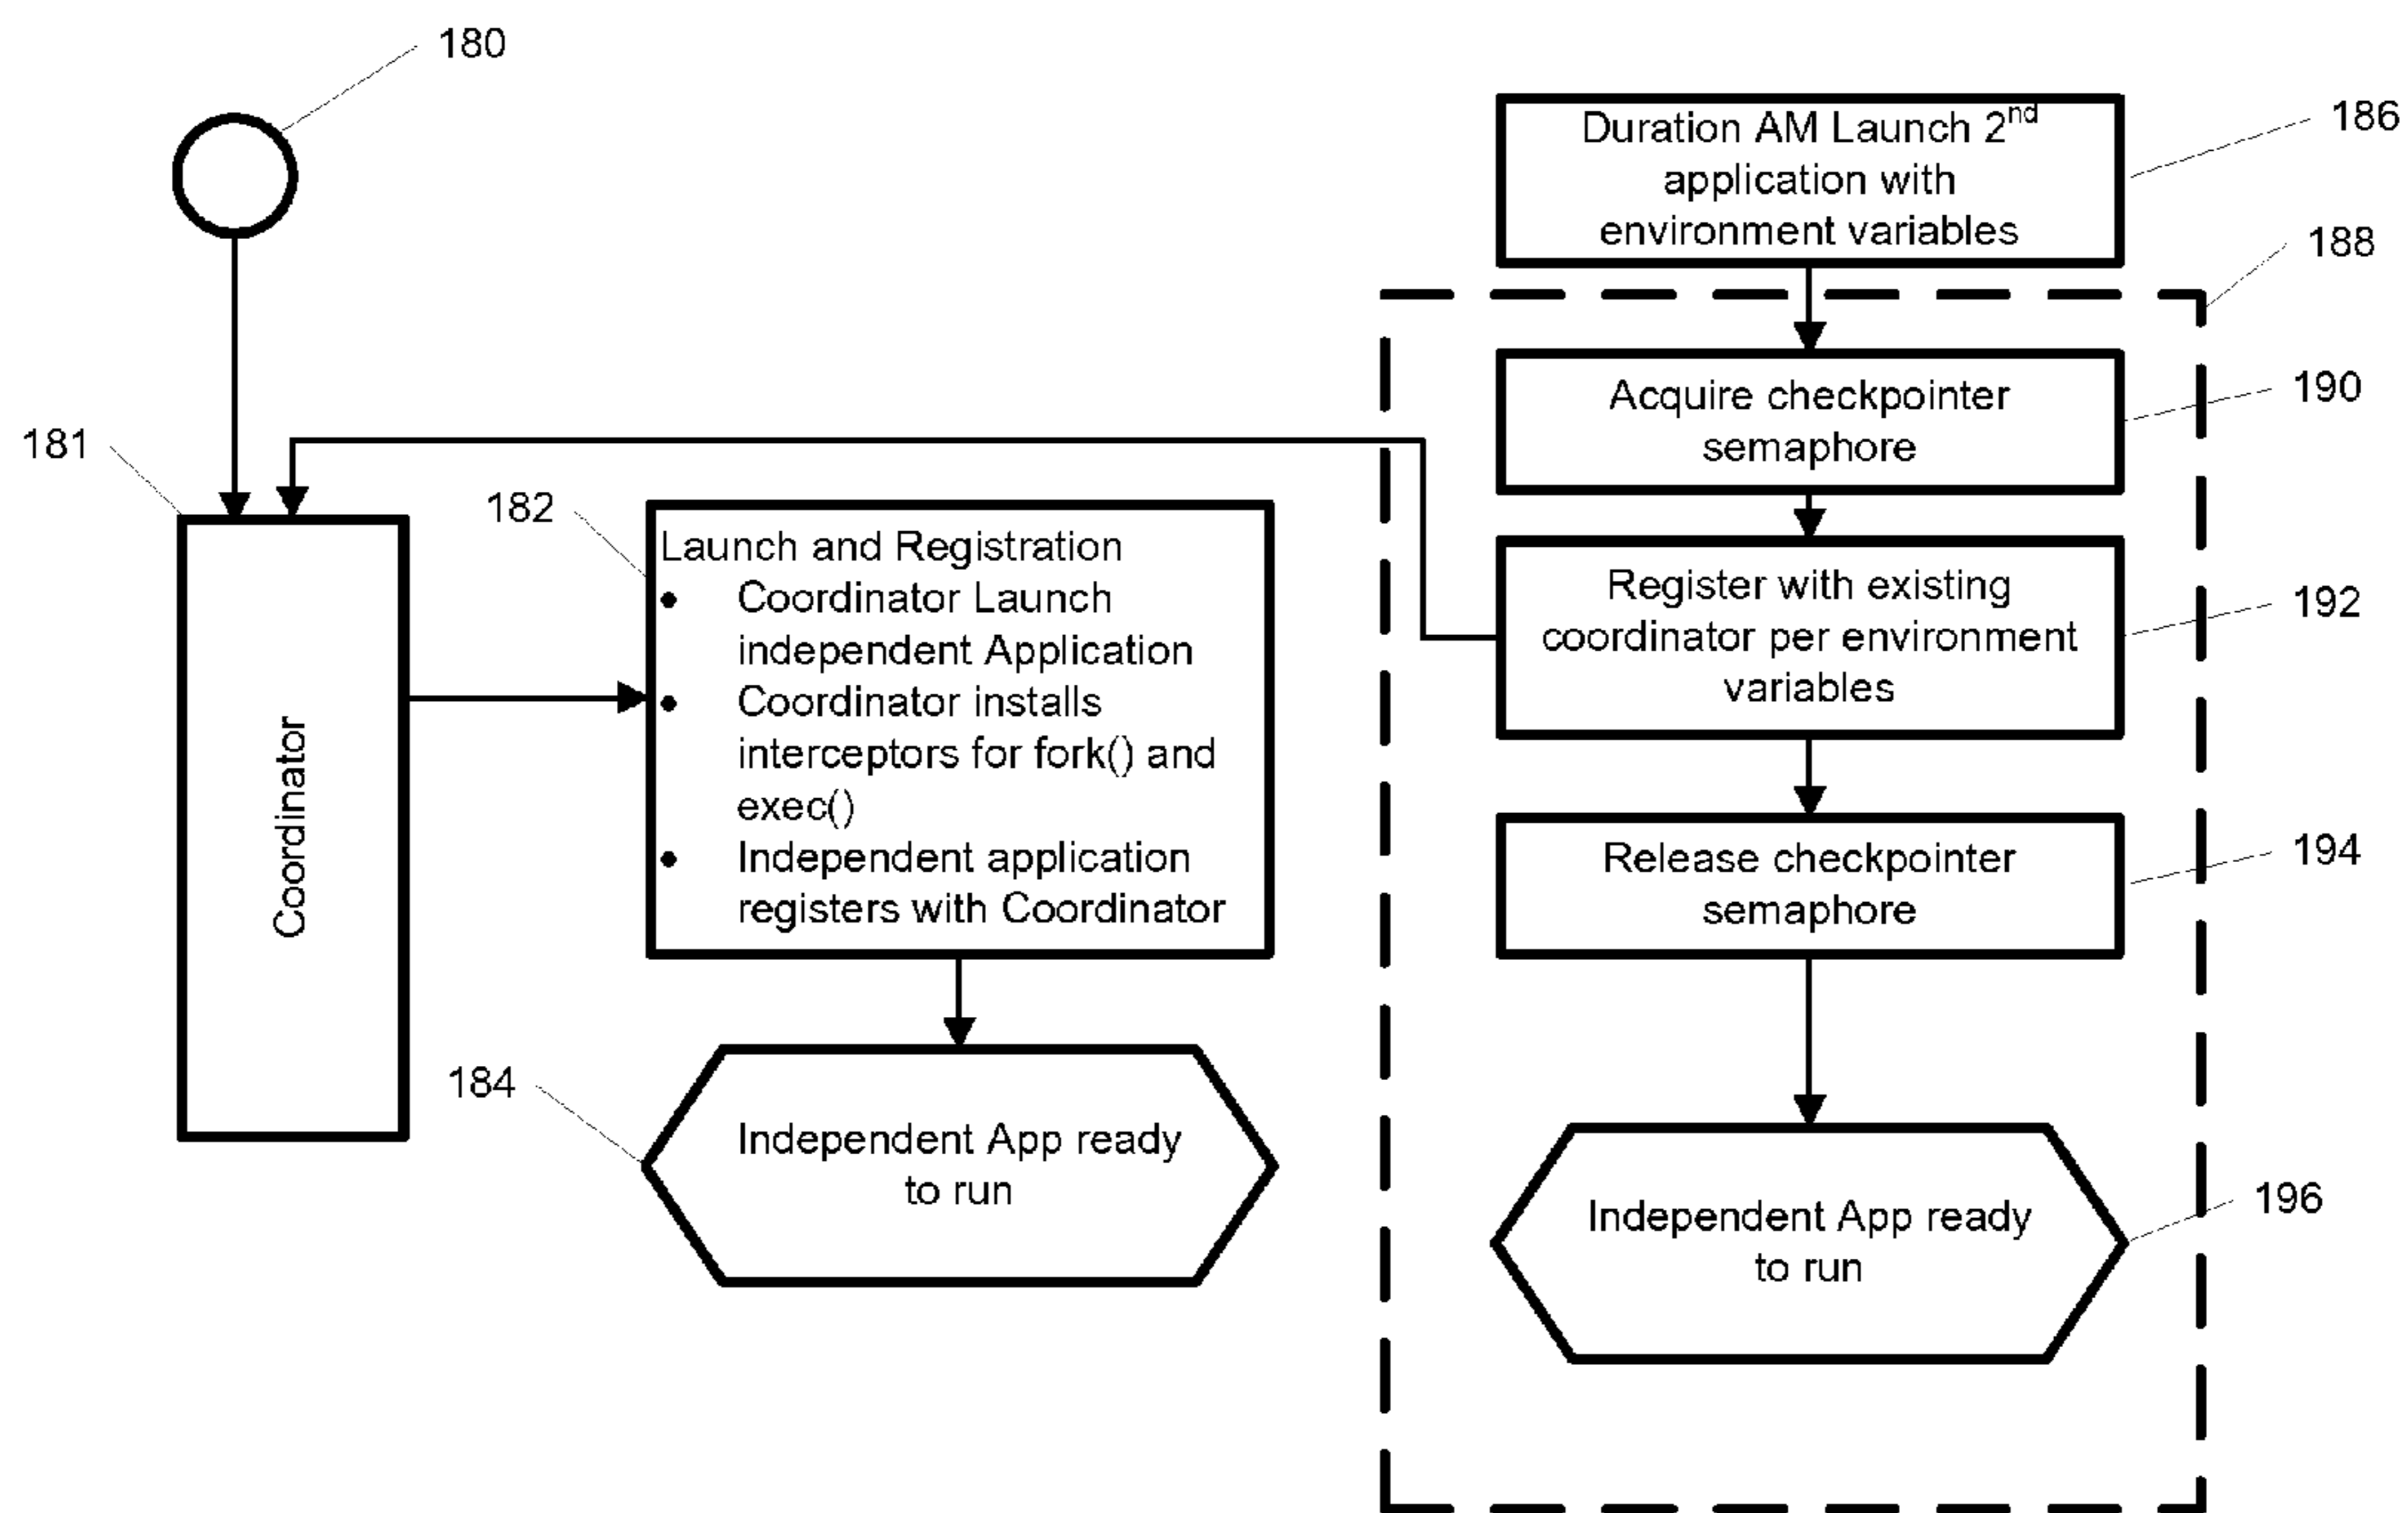 180
181
Coordinator
182
Launch and Registration
• Coordinator Launch
independent Application
• Coordinator installs
interceptors for fork() and
exec()
• Independent application
registers with Coordinator
184
Independent App ready
to run
Duration AM Launch 2nd
application with
environment variables
186
188
Acquire checkpointer
semaphore
190
Register with existing
coordinator per environment
variables
192
Release checkpointer
semaphore
194
Independent App ready
to run
196